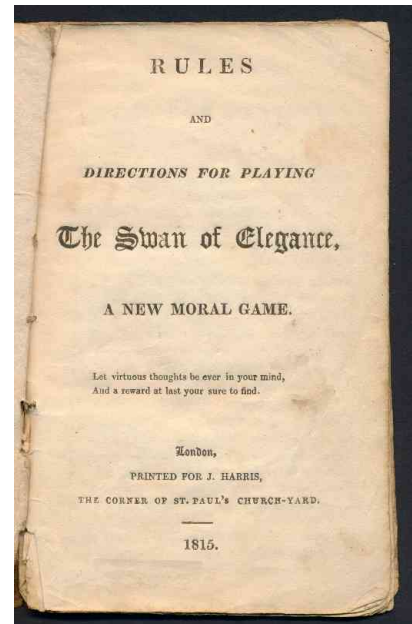 RULES
AND
DIRECTIONS FOR PLAYING
The Swan of Elegance,
A NEW MORAL GAME.
Let virtuous thoughts be ever in your mind,
And a reward at last your sure to find.
London,
PRINTED FOR J. HARRIS,
THE CORNER OF ST. PAUL'S CHURCH-YARD.
1815.